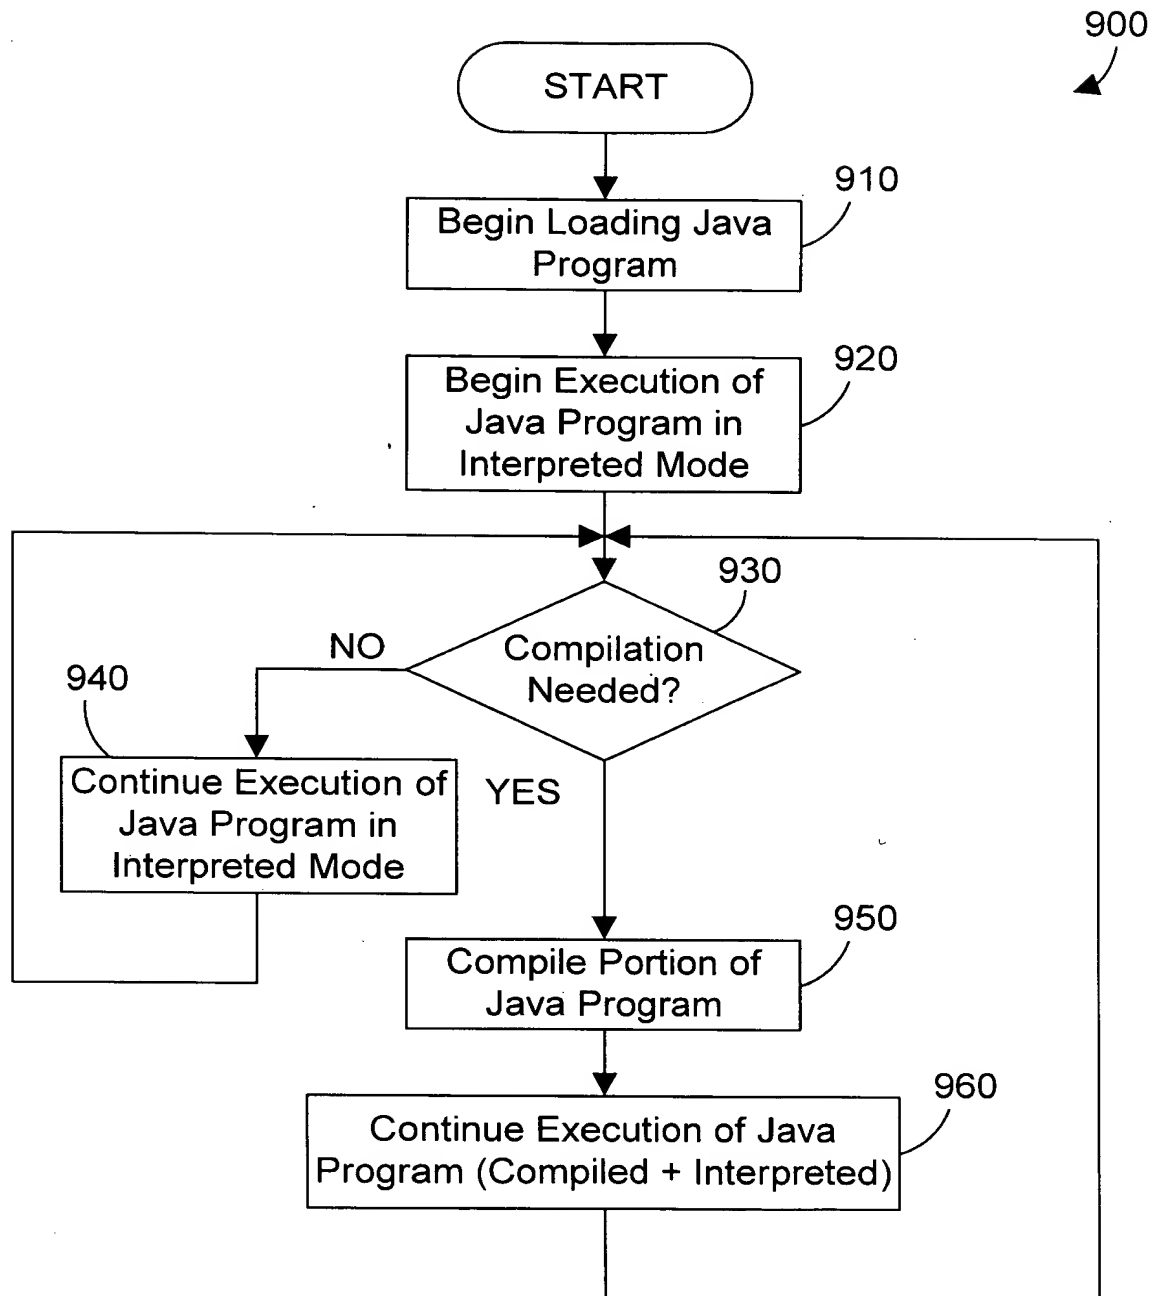 900
START
910
Begin Loading Java
Program
920
Begin Execution of
Java Program in
Interpreted Mode
930
Compilation
Needed?
NO
940
Continue Execution of
Java Program in
Interpreted Mode
YES
950
Compile Portion of
Java Program
960
Continue Execution of Java
Program (Compiled + Interpreted)